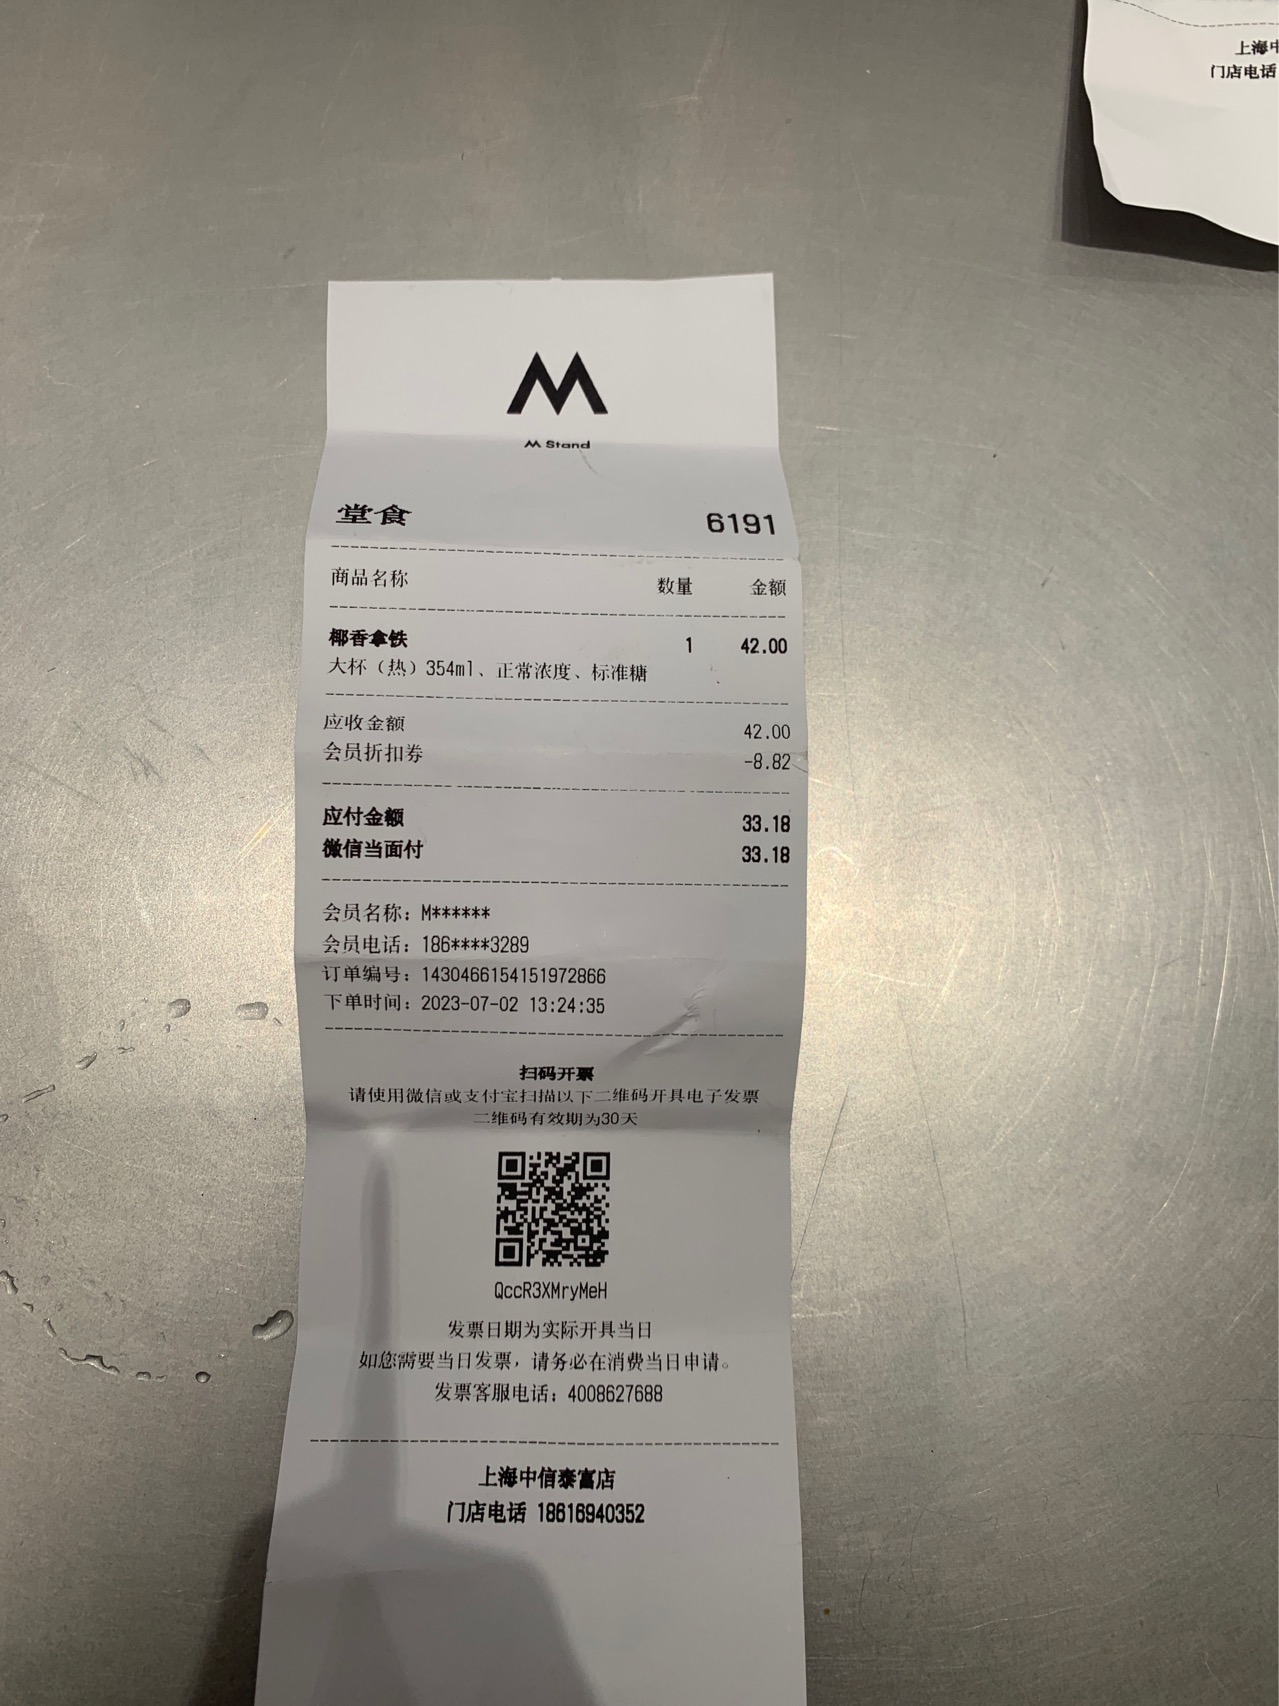 上海中
门店电话
M Stand
堂食 6191
商品名称 数量 金额
椰香拿铁 1 42.00
大杯（热）354ml、正常浓度、标准糖
应收金额 42.00
会员折扣券 -8.82
应付金额 33.18
微信当面付 33.18
会员名称：M******
会员电话：186****3289
订单编号：1430466154151972866
下单时间：2023-07-02 13:24:35
扫码开票
请使用微信或支付宝扫描以下二维码开具电子发票
二维码有效期为30天
QccR3XMryMeH
发票日期为实际开具当日
如您需要当日发票，请务必在消费当日申请。
发票客服电话：4008627688
上海中信泰富店
门店电话 18616940352